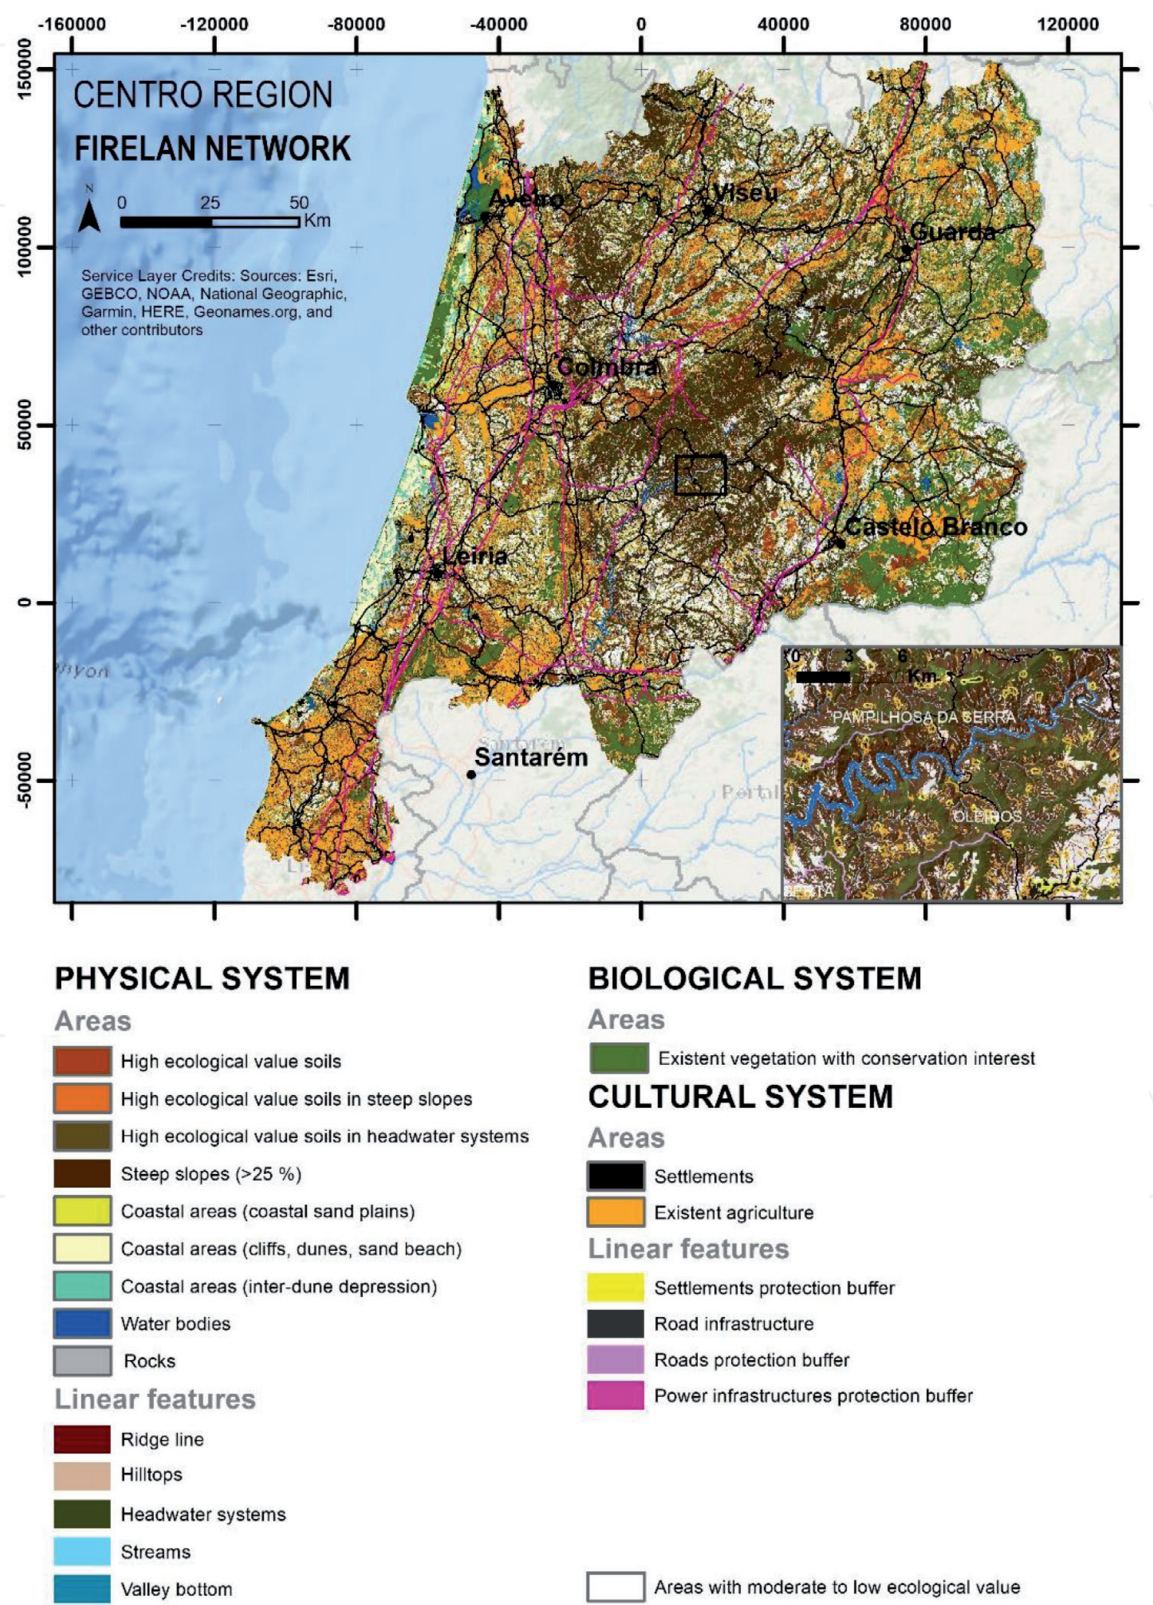 -160000 -120000 -80000 -40000 0 40000 80000 120000
150000
100000
50000
0
-50000
CENTRO REGION
FIRELAN NETWORK
N
0 25 50
Km
Service Layer Credits: Sources: Esri,
GEBCO, NOAA, National Geographic,
Garmin, HERE, Geonames.org, and
other contributors
Aveiro
Viseu
Guarda
Coimbra
Castelo Branco
Leiria
Santarém
0 3 6
Km
PAMPILHOSA DA SERRA
OLEIROS
PHYSICAL SYSTEM
Areas
High ecological value soils
High ecological value soils in steep slopes
High ecological value soils in headwater systems
Steep slopes (>25 %)
Coastal areas (coastal sand plains)
Coastal areas (cliffs, dunes, sand beach)
Coastal areas (inter-dune depression)
Water bodies
Rocks
Linear features
Ridge line
Hilltops
Headwater systems
Streams
Valley bottom
BIOLOGICAL SYSTEM
Areas
Existent vegetation with conservation interest
CULTURAL SYSTEM
Areas
Settlements
Existent agriculture
Linear features
Settlements protection buffer
Road infrastructure
Roads protection buffer
Power infrastructures protection buffer
Areas with moderate to low ecological value